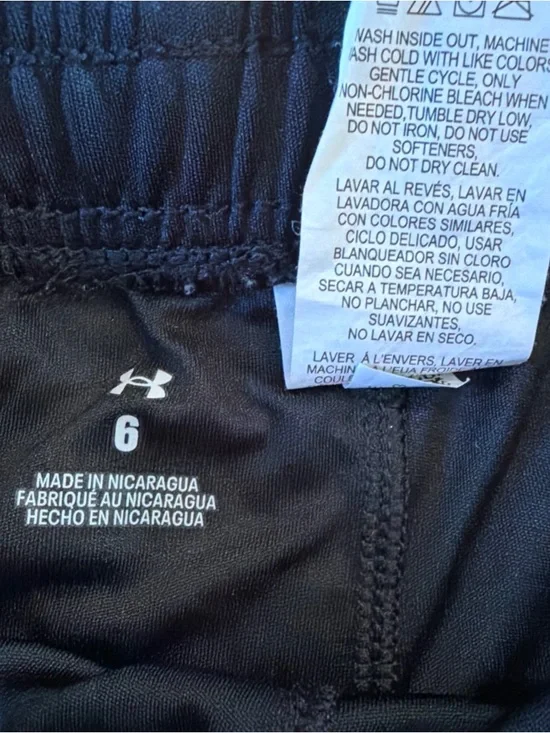 WASH INSIDE OUT, MACHINE
WASH COLD WITH LIKE COLORS
GENTLE CYCLE, ONLY
NON-CHLORINE BLEACH WHEN
NEEDED,TUMBLE DRY LOW,
DO NOT IRON, DO NOT USE
SOFTENERS,
DO NOT DRY CLEAN.
LAVAR AL REVÉS, LAVAR EN
LAVADORA CON AGUA FRÍA
CON COLORES SIMILARES,
CICLO DELICADO, USAR
BLANQUEADOR SIN CLORO
CUANDO SEA NECESARIO,
SECAR A TEMPERATURA BAJA,
NO PLANCHAR, NO USE
SUAVIZANTES,
NO LAVAR EN SECO.
LAVER À L'ENVERS, LAVER EN
MACHIN À L'EAU FROIDE
COUL
6
MADE IN NICARAGUA
FABRIQUÉ AU NICARAGUA
HECHO EN NICARAGUA